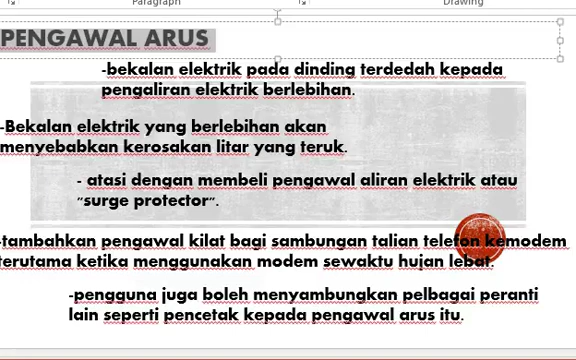 Paragraph
Drawing
PENGAWAL ARUS
-bekalan elektrik pada dinding terdedah kepada
pengaliran elektrik berlebihan.
-Bekalan elektrik yang berlebihan akan
menyebabkan kerosakan litar yang teruk.
- atasi dengan membeli pengawal aliran elektrik atau
"surge protector".
-tambahkan pengawal kilat bagi sambungan talian telefon kemodem
terutama ketika menggunakan modem sewaktu hujan lebat.
-pengguna juga boleh menyambungkan pelbagai peranti
lain seperti pencetak kepada pengawal arus itu.